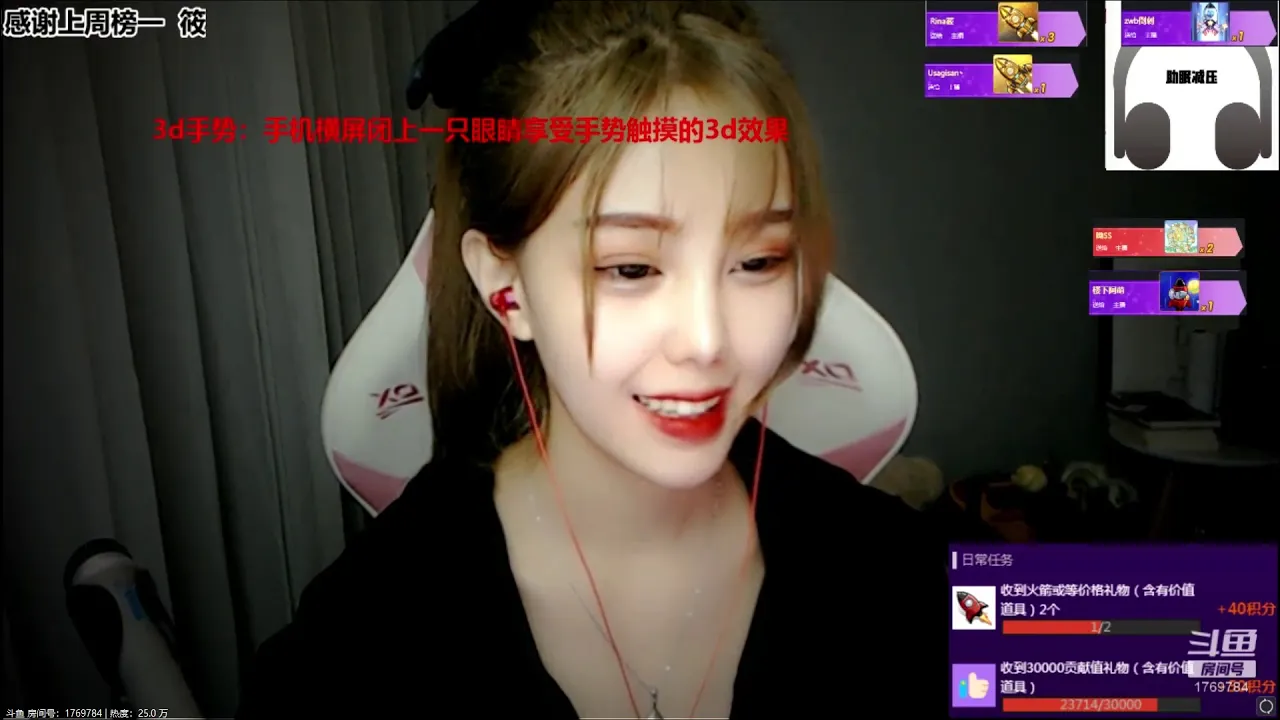 感谢上周榜一 筱
Rina酱
x3
zwb倒刺
x1
助眠减压
Usagisan
x1
3d手势：手机横屏闭上一只眼睛享受手势触摸的3d效果
x2
楼下阿萌
x1
日常任务
收到火箭或等价格礼物（含有价值
道具）2个
+40积分
1/2
斗鱼
房间号
1769784
收到30000贡献值礼物（含有价值
道具）
积分
23714/30000
斗鱼 房间号：1769784 | 热度：25.0 万